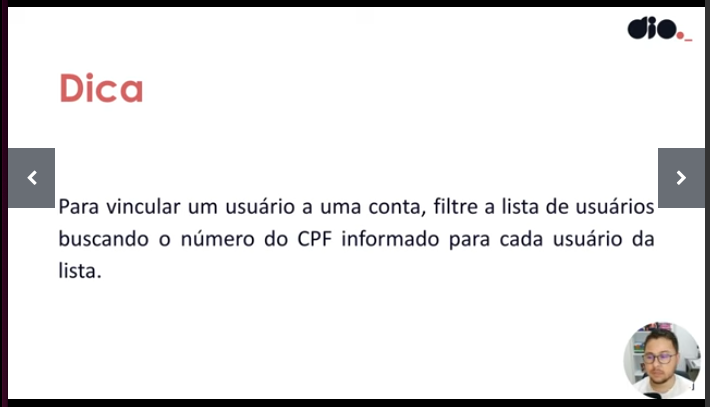 dio._
Dica
Para vincular um usuário a uma conta, filtre a lista de usuários
buscando o número do CPF informado para cada usuário da
lista.